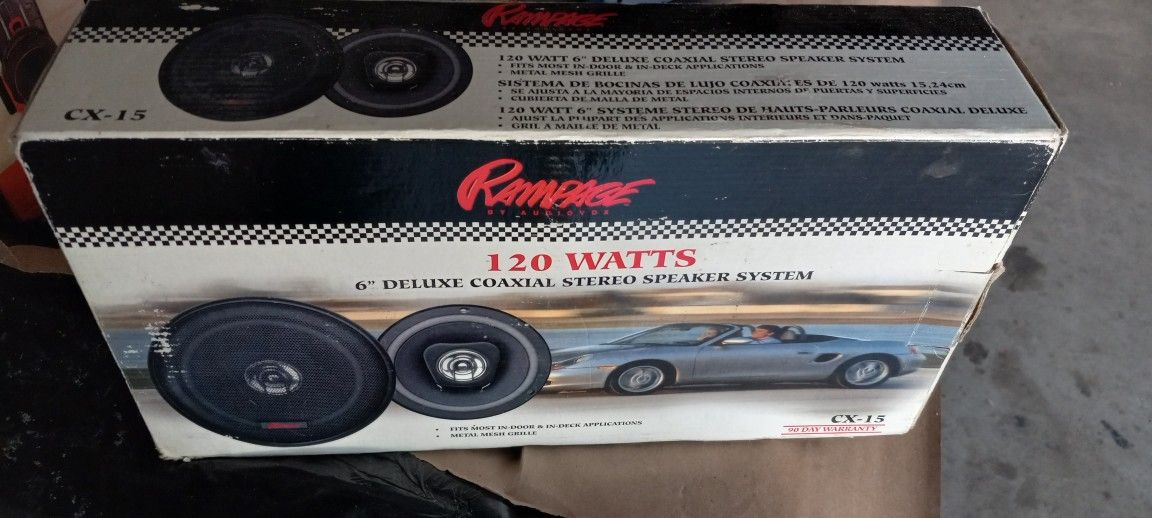 RAMPAGE
120 WATT 6" DELUXE COAXIAL STEREO SPEAKER SYSTEM
• FITS MOST IN-DOOR & IN-DECK APPLICATIONS
• METAL MESH GRILLE
SISTEMA DE BOCINAS DE LUJO COAXIALES DE 120 watts 15.24cm
• SE AJUSTA A LA MAYORIA DE ESPACIOS INTERNOS DE PUERTAS Y SUPERFICIES
• CUBIERTA DE MALLA DE METAL
120 WATT 6" SYSTEME STEREO DE HAUTS-PARLEURS COAXIAL DELUXE
• AJUST LA PLUPART DES APPLICATIONS INTERIEURS ET DANS-PAQUET
• GRIL A MAILLE DE METAL
CX-15
RAMPAGE
BY AUDIOVOX
120 WATTS
6" DELUXE COAXIAL STEREO SPEAKER SYSTEM
• FITS MOST IN-DOOR & IN-DECK APPLICATIONS
• METAL MESH GRILLE
CX-15
90 DAY WARRANTY